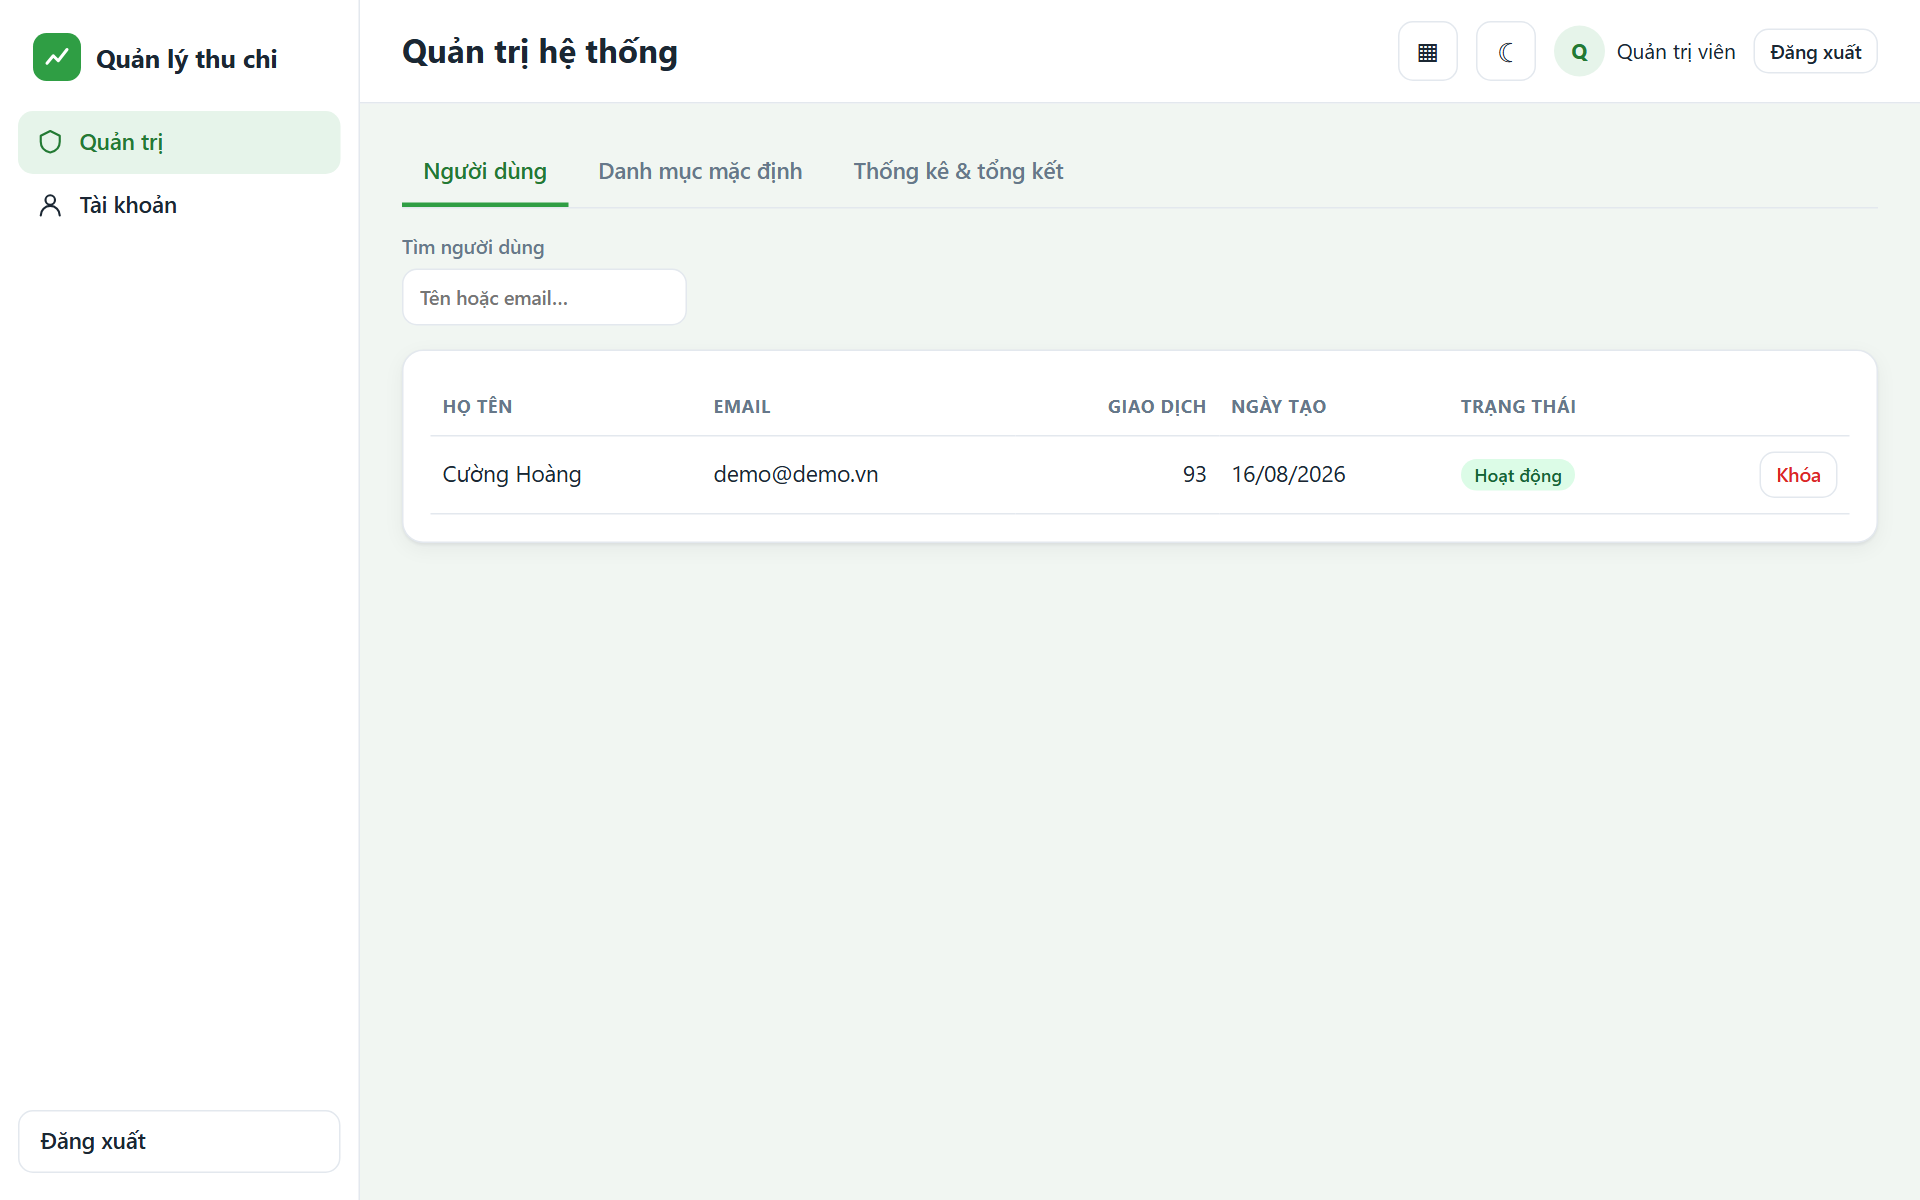 Quản lý thu chi
Quản trị
Tài khoản
Đăng xuất
Quản trị hệ thống
Q
Quản trị viên
Đăng xuất
Người dùng
Danh mục mặc định
Thống kê & tổng kết
Tìm người dùng
Tên hoặc email...
HỌ TÊN EMAIL GIAO DỊCH NGÀY TẠO TRẠNG THÁI
Cường Hoàng demo@demo.vn 93 16/08/2026 Hoạt động Khóa